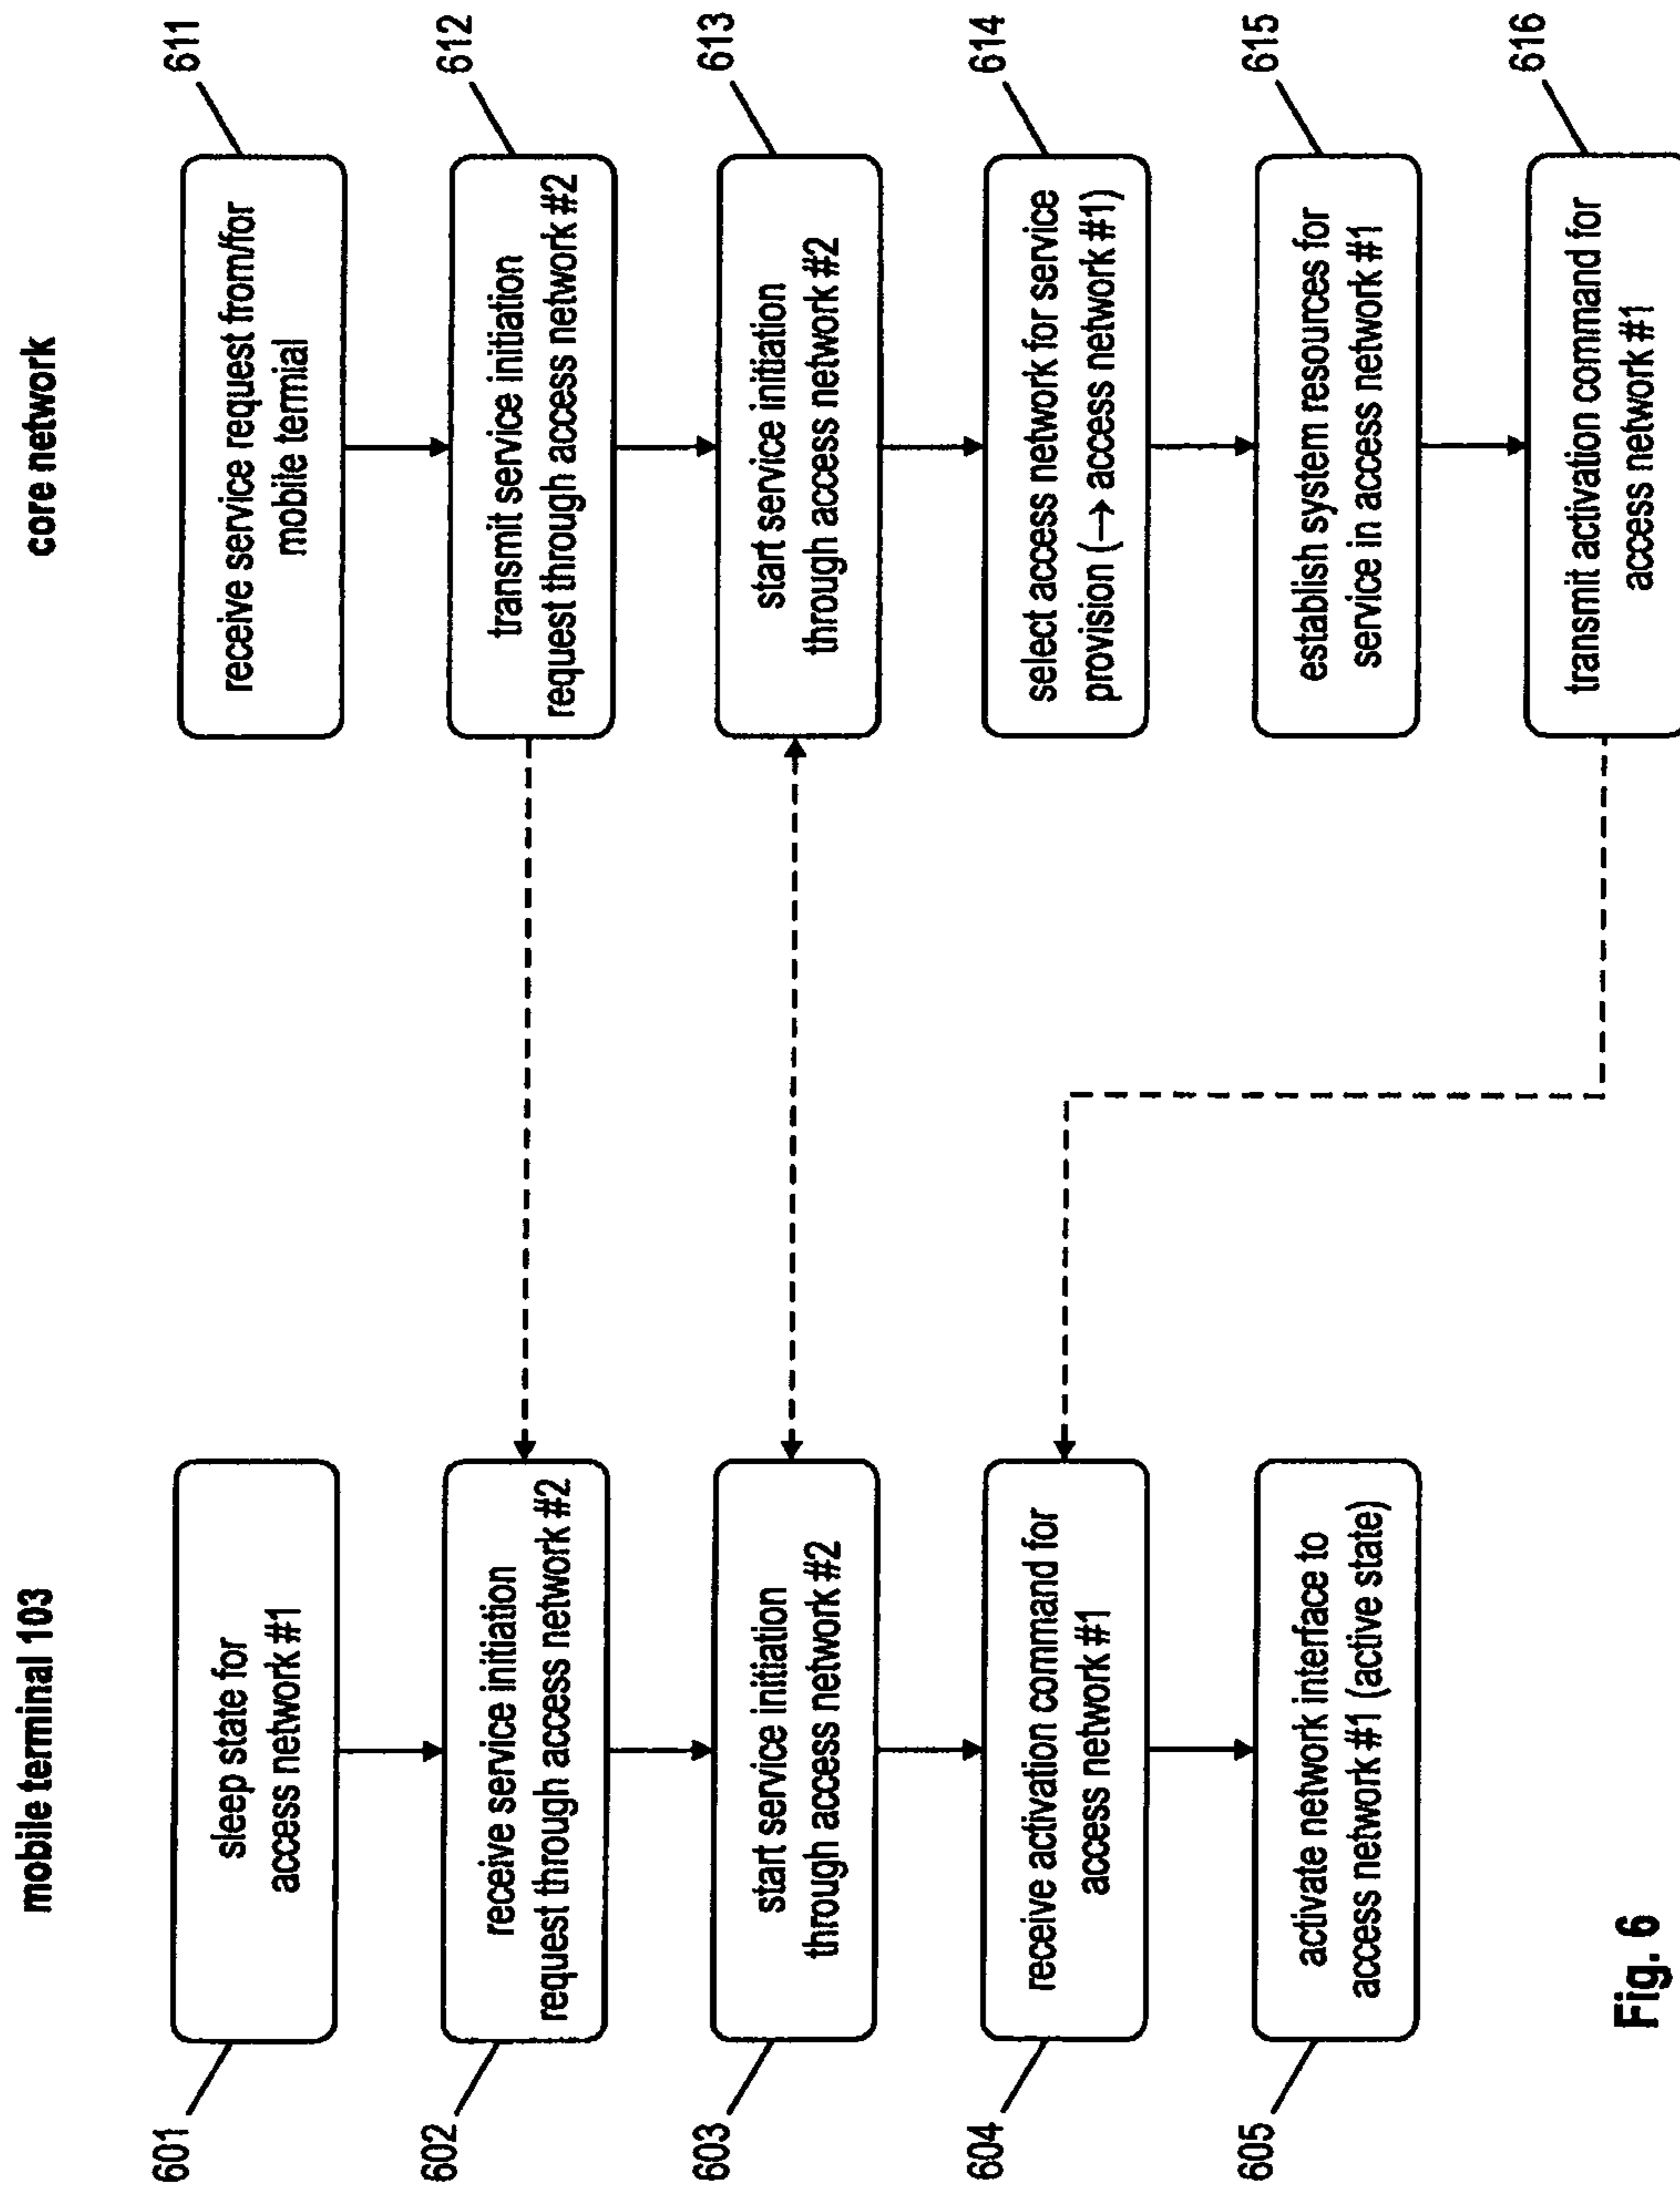 mobile terminal 103
core network
601
sleep state for
access network #1
602
receive service initiation
request through access network #2
603
start service initiation
through access network #2
604
receive activation command for
access network #1
605
activate network interface to
access network #1 (active state)
611
receive service request from/for
mobile termial
612
transmit service initiation
request through access network #2
613
start service initiation
through access network #2
614
select access network for service
provision (→ access network #1)
615
establish system resources for
service in access network #1
616
transmit activation command for
access network #1
Fig. 6